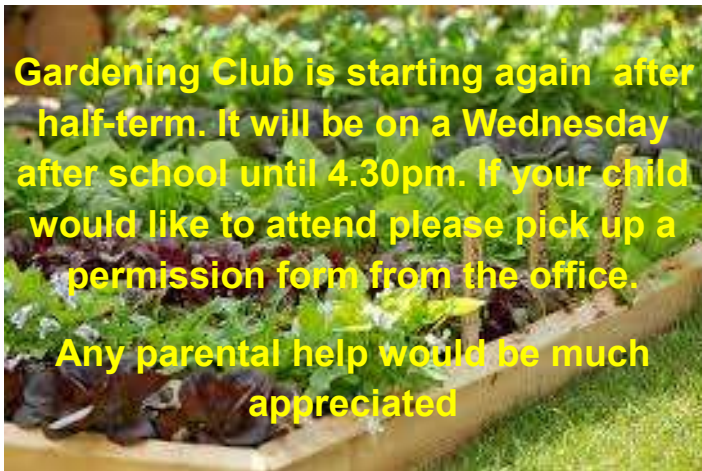 Gardening Club is starting again  after
half-term. It will be on a Wednesday
after school until 4.30pm. If your child
would like to attend please pick up a
permission form from the office.
Any parental help would be much
appreciated